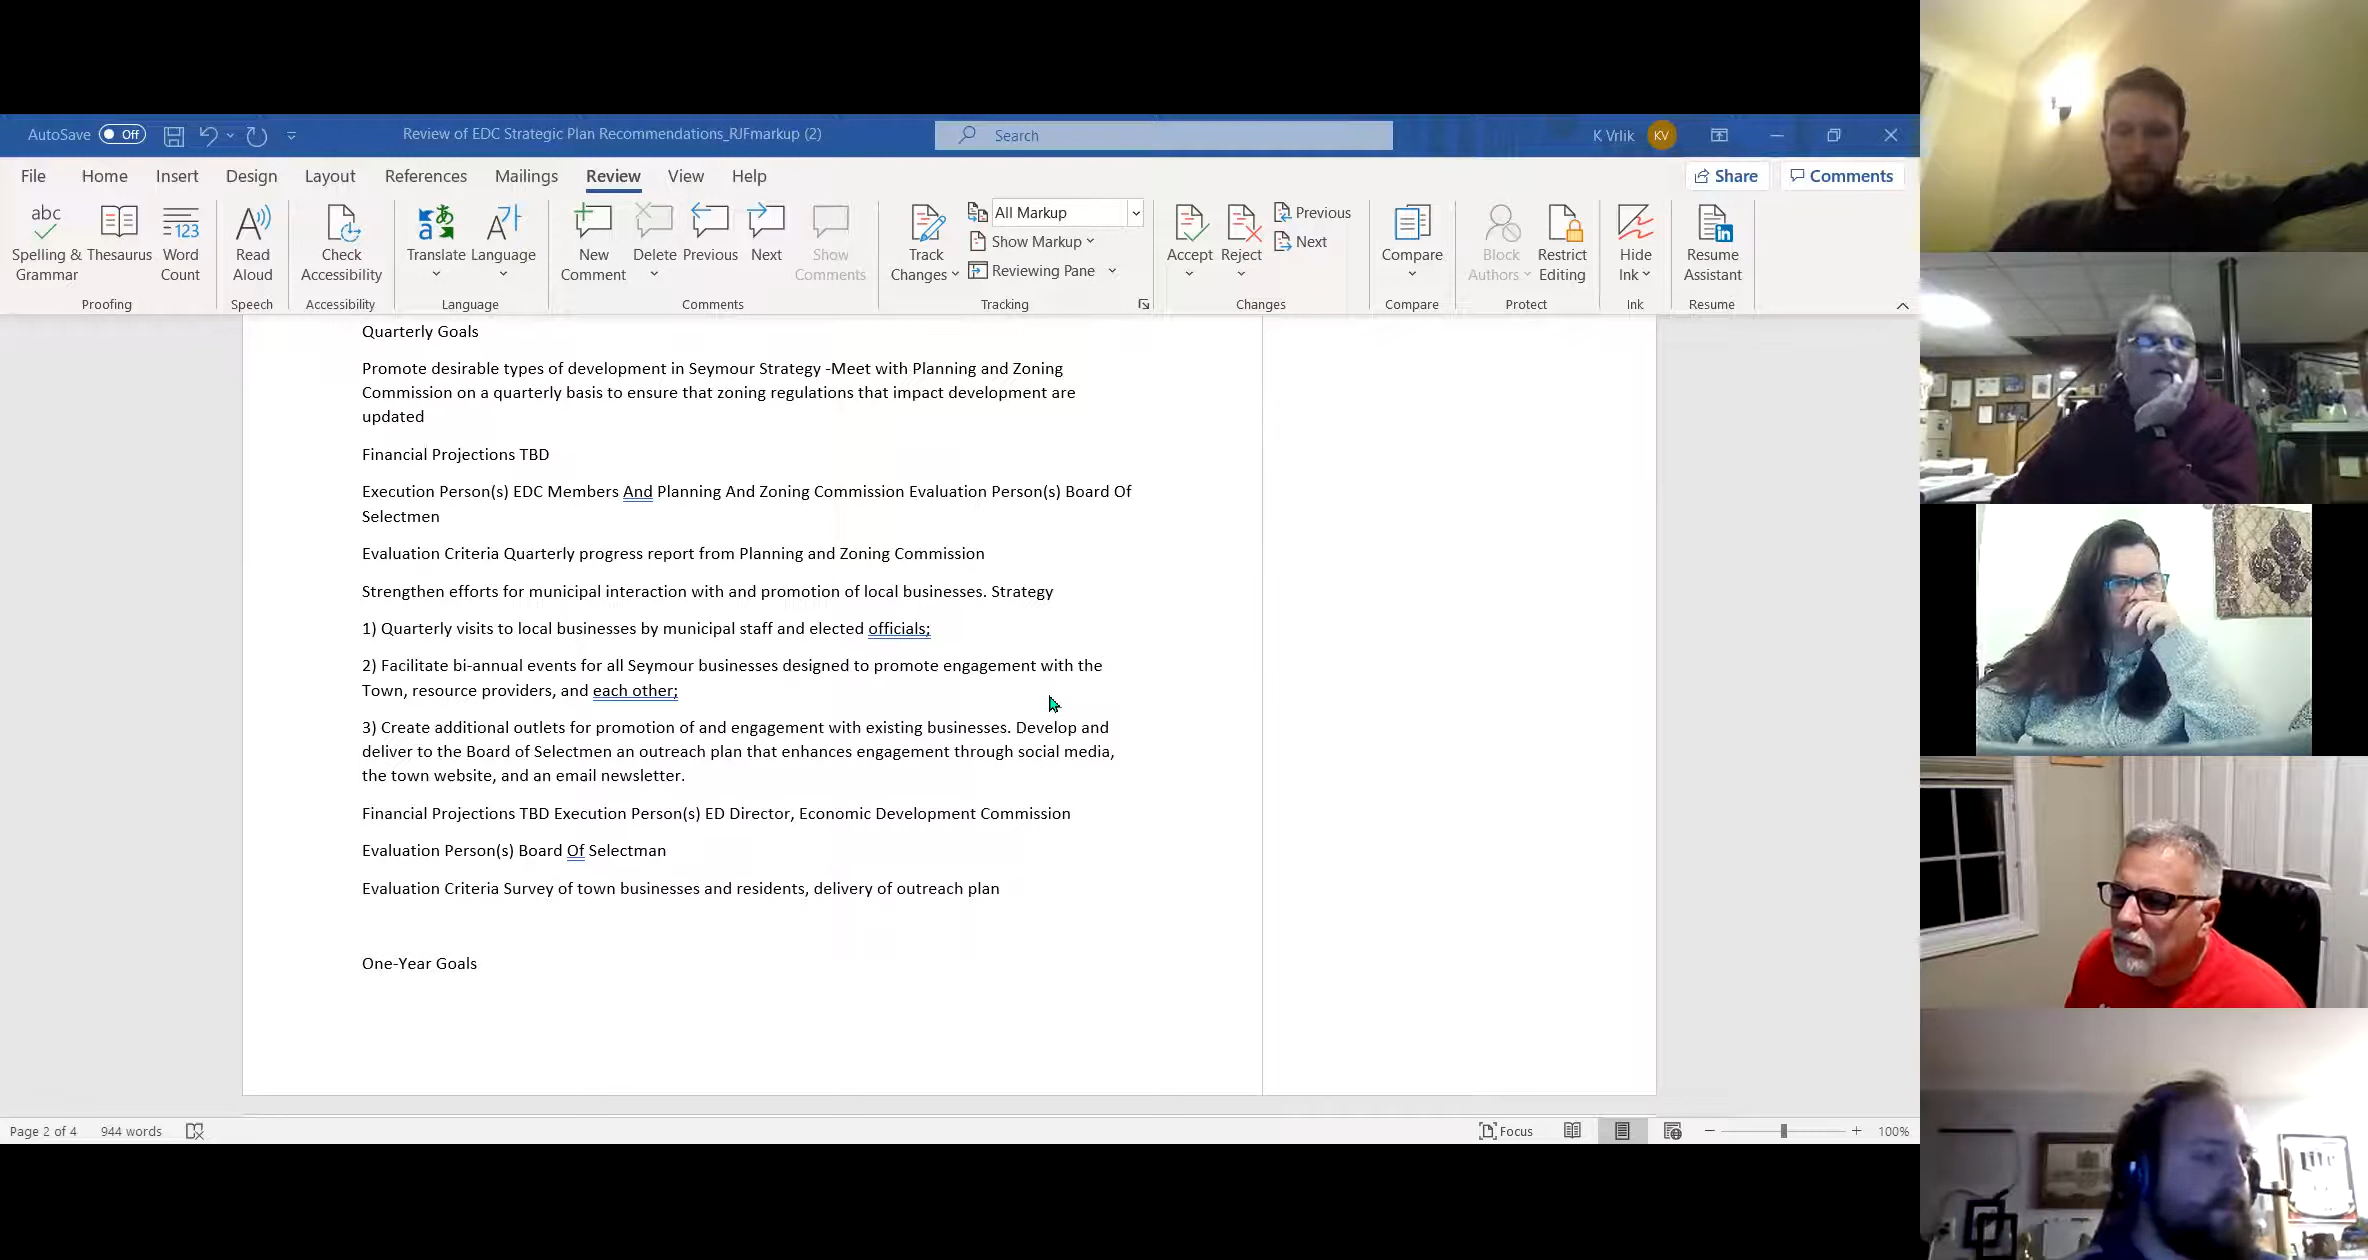 AutoSave Off
Review of EDC Strategic Plan Recommendations_RJFmarkup (2)
Search
K Vrlik KV
File Home Insert Design Layout References Mailings Review View Help
Share Comments
abc
Spelling & Grammar
Thesaurus
123
Word Count
Proofing
Read Aloud
Speech
Check Accessibility
Accessibility
Translate
Language
Language
New Comment
Delete
Previous
Next
Show Comments
Comments
Track Changes
All Markup
Show Markup
Reviewing Pane
Tracking
Accept
Reject
Previous
Next
Changes
Compare
Compare
Block Authors
Restrict Editing
Protect
Hide Ink
Ink
Resume Assistant
Resume
Quarterly Goals
Promote desirable types of development in Seymour Strategy -Meet with Planning and Zoning
Commission on a quarterly basis to ensure that zoning regulations that impact development are
updated
Financial Projections TBD
Execution Person(s) EDC Members And Planning And Zoning Commission Evaluation Person(s) Board Of
Selectmen
Evaluation Criteria Quarterly progress report from Planning and Zoning Commission
Strengthen efforts for municipal interaction with and promotion of local businesses. Strategy
1) Quarterly visits to local businesses by municipal staff and elected officials;
2) Facilitate bi-annual events for all Seymour businesses designed to promote engagement with the
Town, resource providers, and each other;
3) Create additional outlets for promotion of and engagement with existing businesses. Develop and
deliver to the Board of Selectmen an outreach plan that enhances engagement through social media,
the town website, and an email newsletter.
Financial Projections TBD Execution Person(s) ED Director, Economic Development Commission
Evaluation Person(s) Board Of Selectman
Evaluation Criteria Survey of town businesses and residents, delivery of outreach plan
One-Year Goals
Page 2 of 4 944 words
Focus
100%